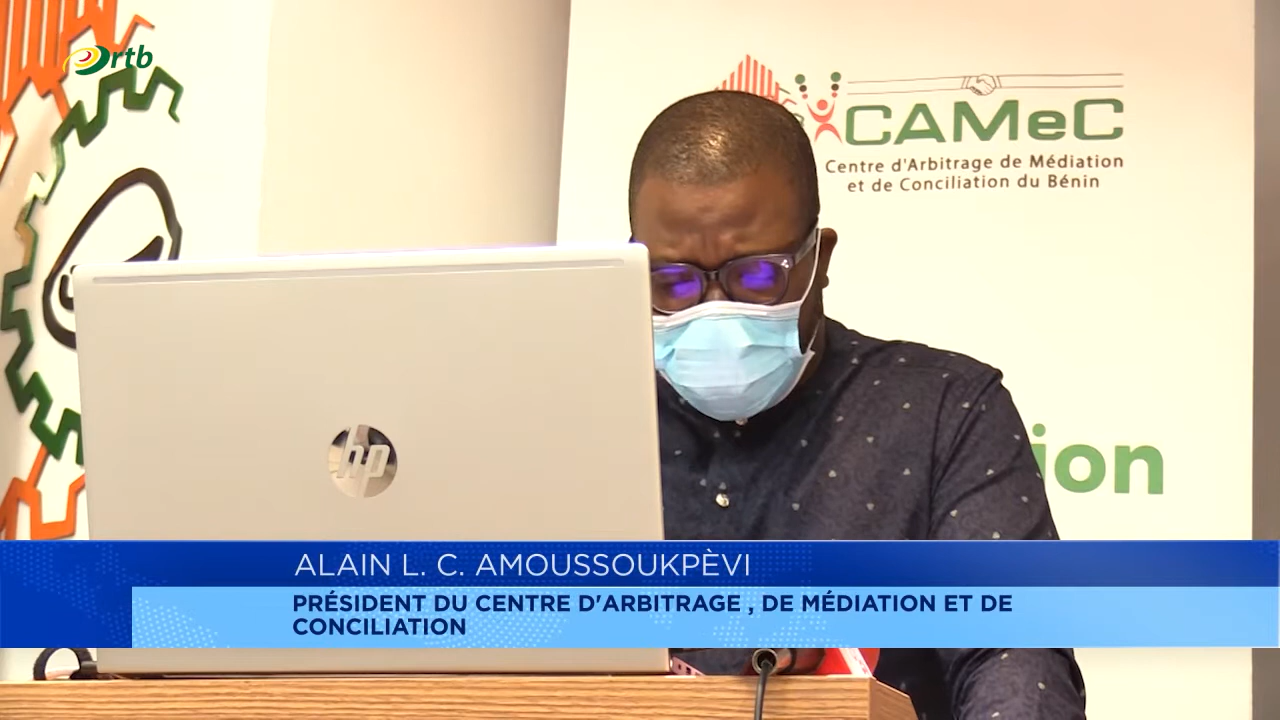 ortb
CAMeC
Centre d'Arbitrage de Médiation
et de Conciliation du Bénin
ion
hp
ALAIN L. C. AMOUSSOUKPÈVI
PRÉSIDENT DU CENTRE D'ARBITRAGE , DE MÉDIATION ET DE
CONCILIATION